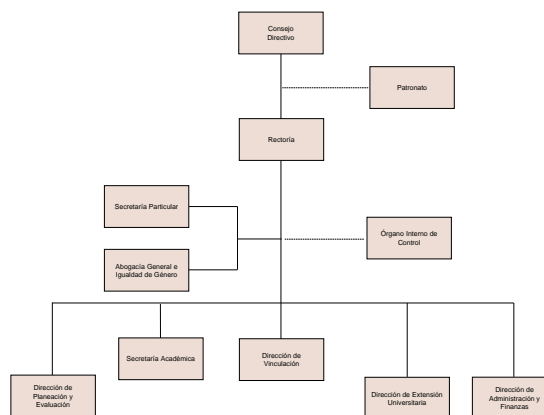 Consejo
Directivo
Patronato
Rectoría
Secretaría Particular
Órgano Interno de
Control
Abogacía General e
Igualdad de Género
Secretaría Académica
Dirección de
Vinculación
Dirección de
Planeación y
Evaluación
Dirección de Extensión
Universitaria
Dirección de
Administración y
Finanzas